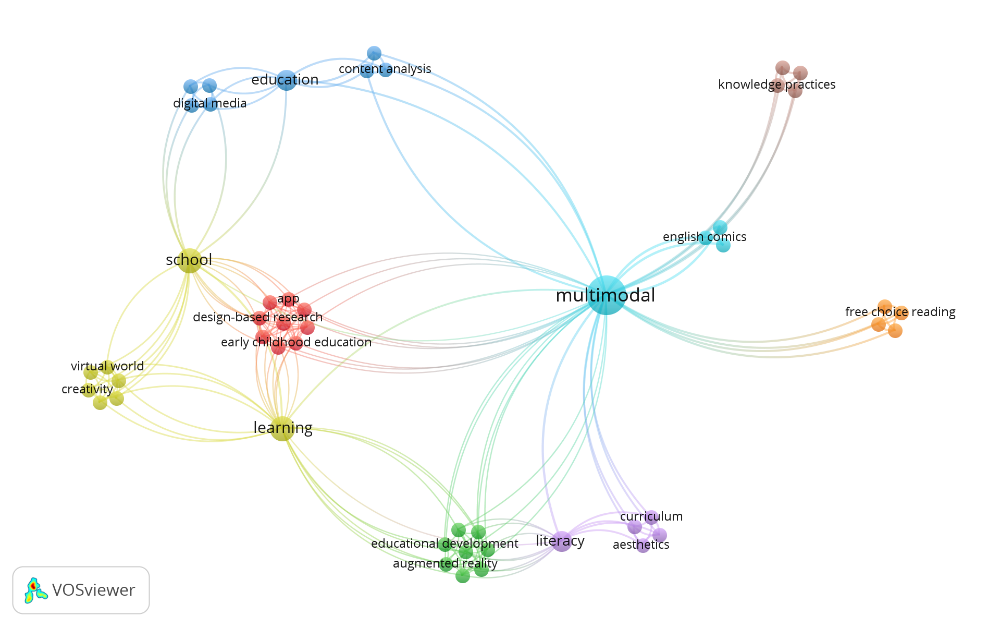 content analysis
education
knowledge practices
digital media
english comics
school
multimodal
app
free choice reading
design-based research
early childhood education
virtual world
creativity
learning
curriculum
literacy
educational development
aesthetics
augmented reality
VOSviewer